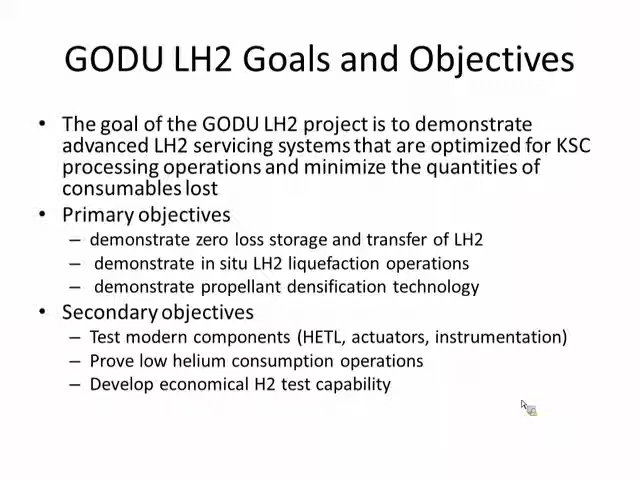 GODU LH2 Goals and Objectives
• The goal of the GODU LH2 project is to demonstrate
advanced LH2 servicing systems that are optimized for KSC
processing operations and minimize the quantities of
consumables lost
• Primary objectives
– demonstrate zero loss storage and transfer of LH2
– demonstrate in situ LH2 liquefaction operations
– demonstrate propellant densification technology
• Secondary objectives
– Test modern components (HETL, actuators, instrumentation)
– Prove low helium consumption operations
– Develop economical H2 test capability